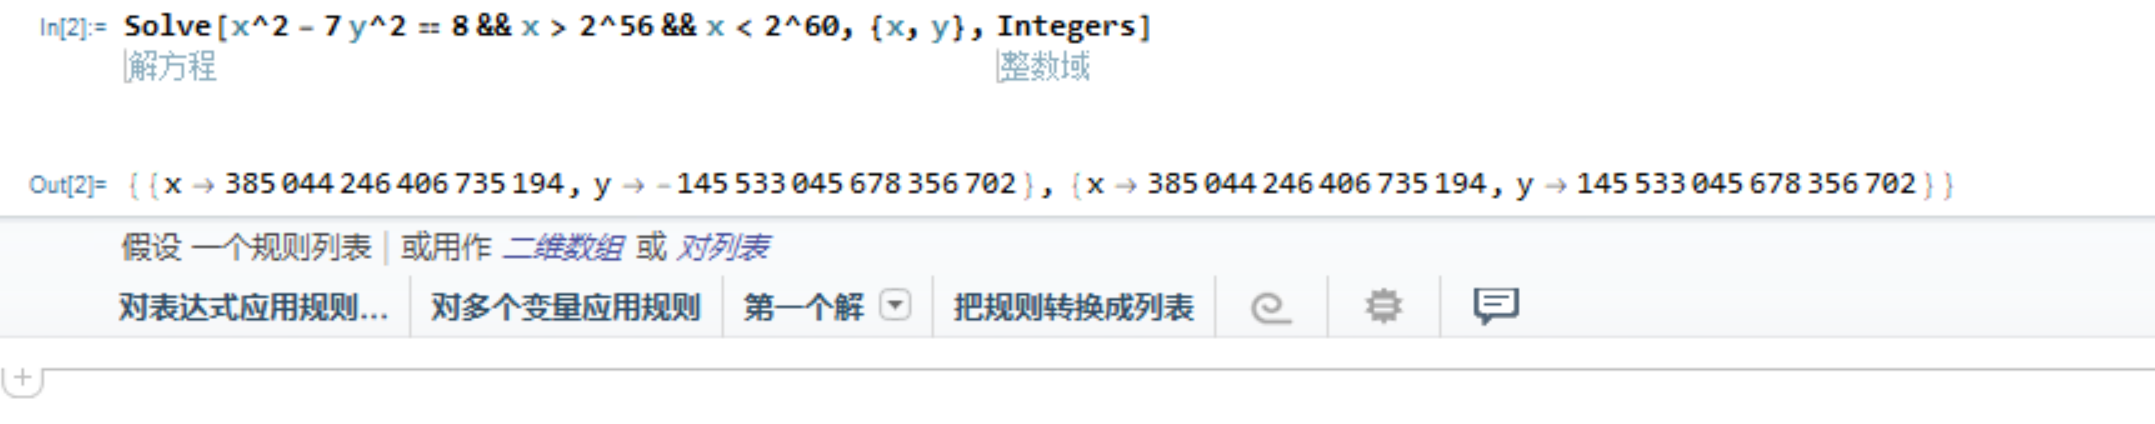 In[2]:= Solve[x^2 - 7 y^2 == 8 && x > 2^56 && x < 2^60, {x, y}, Integers]
解方程 整数域
Out[2]= {{x → 385 044 246 406 735 194, y → -145 533 045 678 356 702}, {x → 385 044 246 406 735 194, y → 145 533 045 678 356 702}}
假设 一个规则列表 | 或用作 二维数组 或 对列表
对表达式应用规则... 对多个变量应用规则 第一个解 把规则转换成列表